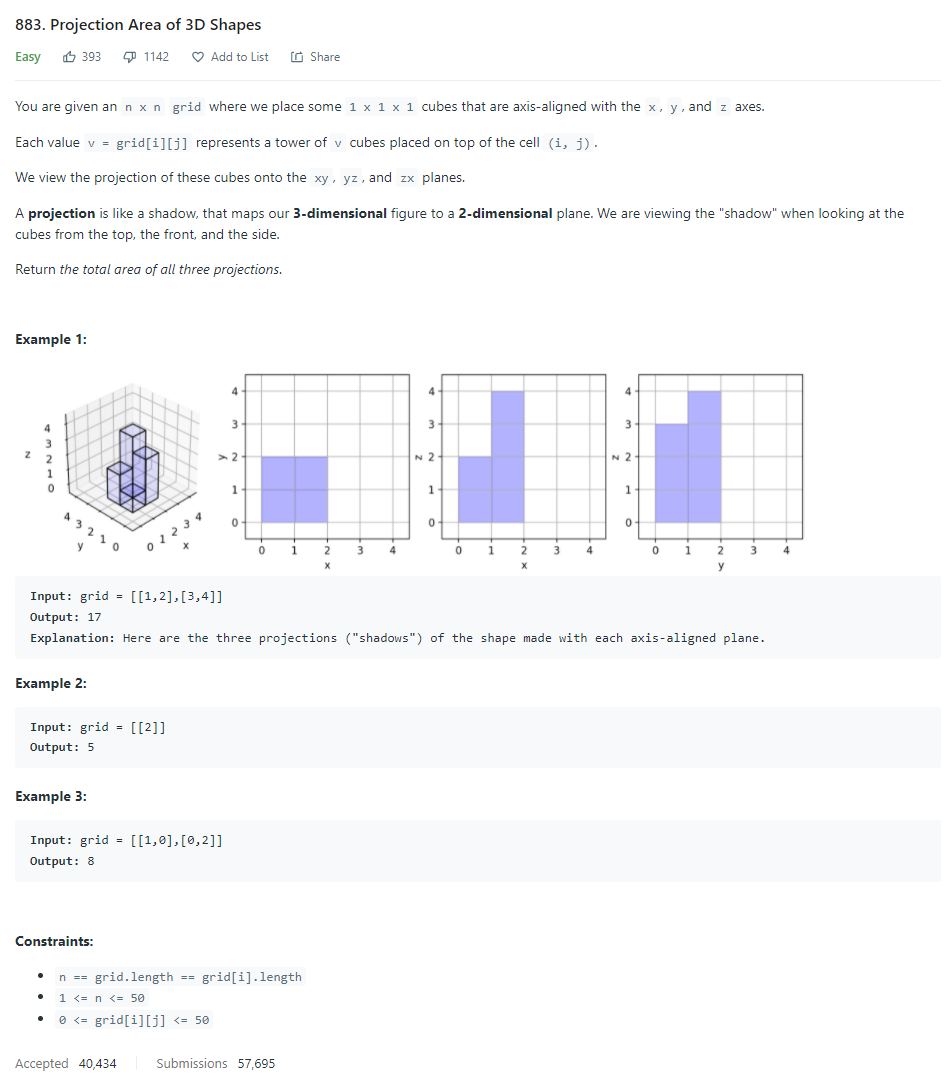 883. Projection Area of 3D Shapes
Easy 393 1142 Add to List Share
You are given an n x n grid where we place some 1 x 1 x 1 cubes that are axis-aligned with the x, y, and z axes.
Each value v = grid[i][j] represents a tower of v cubes placed on top of the cell (i, j).
We view the projection of these cubes onto the xy, yz, and zx planes.
A projection is like a shadow, that maps our 3-dimensional figure to a 2-dimensional plane. We are viewing the "shadow" when looking at the
cubes from the top, the front, and the side.
Return the total area of all three projections.
Example 1:
z
4
3
2
1
0
4 3 2 1 0
y
0 1 2 3 4
x
y
4
3
2
1
0
0 1 2 3 4
x
z
4
3
2
1
0
0 1 2 3 4
x
z
4
3
2
1
0
0 1 2 3 4
y
Input: grid = [[1,2],[3,4]]
Output: 17
Explanation: Here are the three projections ("shadows") of the shape made with each axis-aligned plane.
Example 2:
Input: grid = [[2]]
Output: 5
Example 3:
Input: grid = [[1,0],[0,2]]
Output: 8
Constraints:
n == grid.length == grid[i].length
1 <= n <= 50
0 <= grid[i][j] <= 50
Accepted 40,434 Submissions 57,695